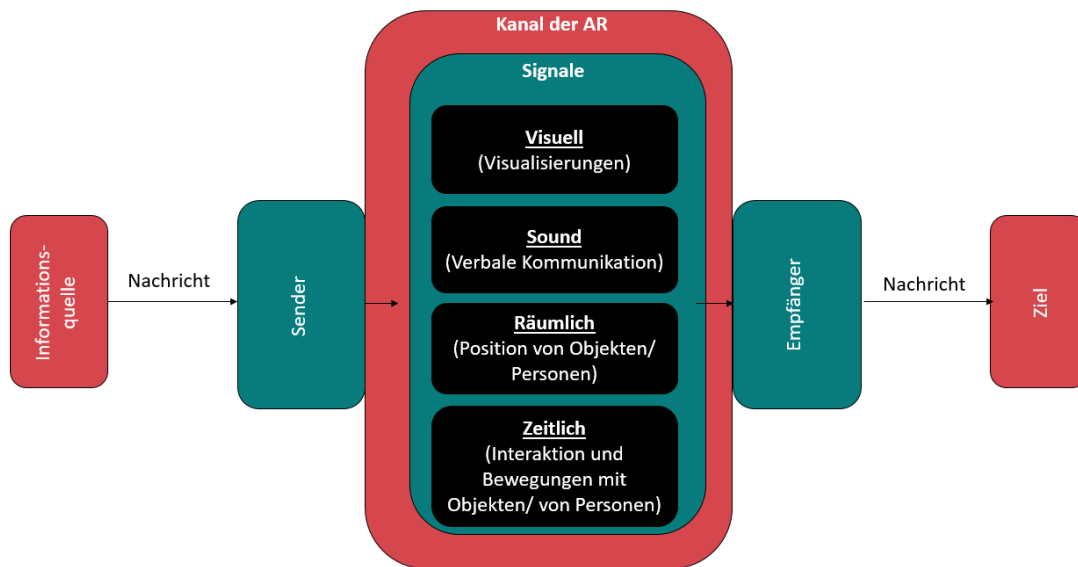 Kanal der AR
Signale
Visuell
(Visualisierungen)
Sound
(Verbale Kommunikation)
Räumlich
(Position von Objekten/
Personen)
Zeitlich
(Interaktion und
Bewegungen mit
Objekten/ von Personen)
Informations-
quelle
Nachricht
Sender
Empfänger
Nachricht
Ziel